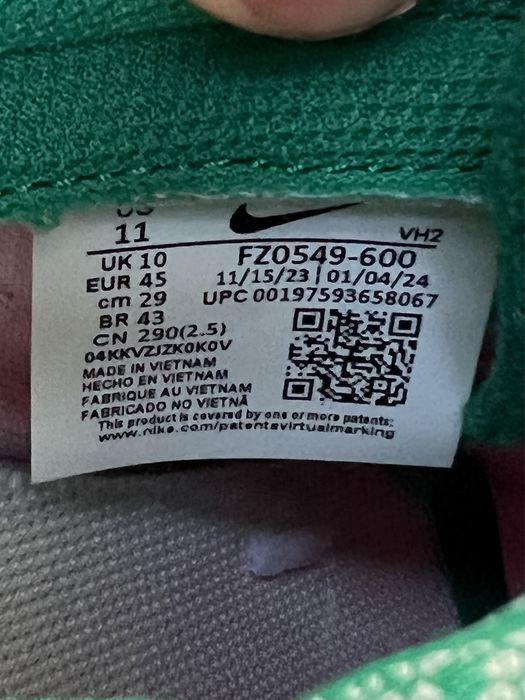 US
11
VH2
UK 10
EUR 45
cm 29
BR 43
CN 290(2.5)
04KKVZJZK0K0V
FZ0549-600
11/15/23 | 01/04/24
UPC 00197593658067
MADE IN VIETNAM
HECHO EN VIETNAM
FABRIQUE AU VIETNAM
FABRICADO NO VIETNÃ
This product is covered by one or more patents:
www.nike.com/patentsvirtualmarking